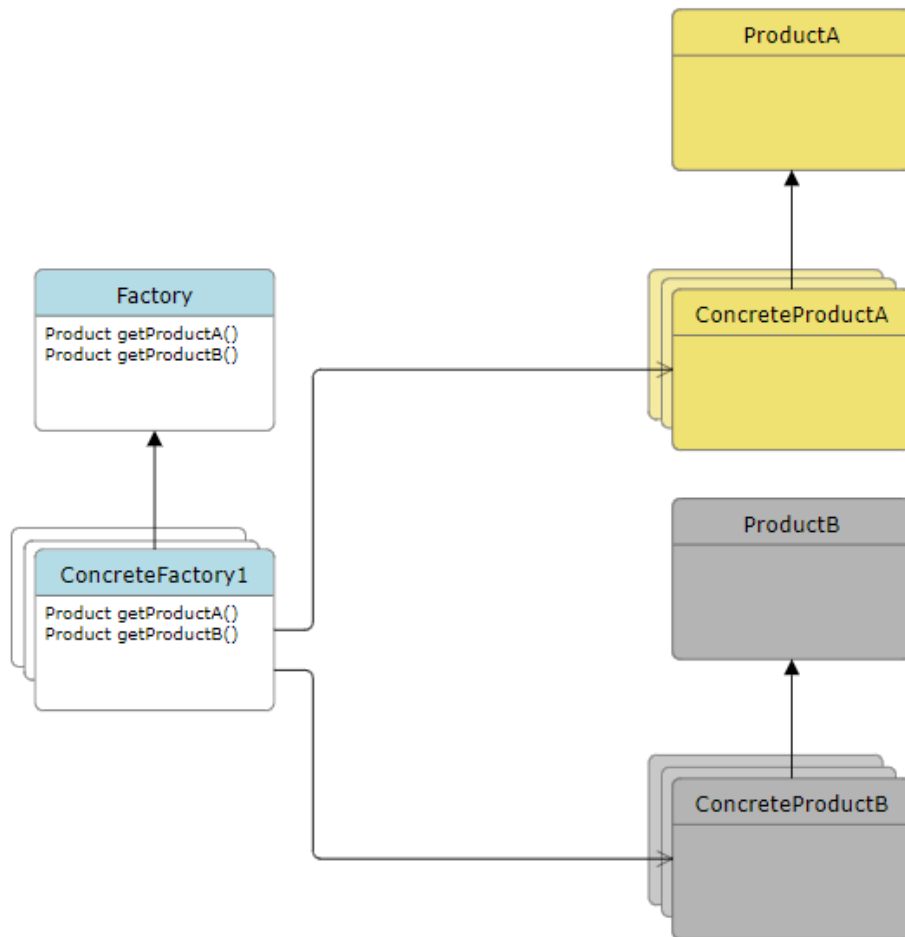 ProductA
Factory
Product getProductA()
Product getProductB()
ConcreteProductA
ConcreteFactory1
Product getProductA()
Product getProductB()
ProductB
ConcreteProductB